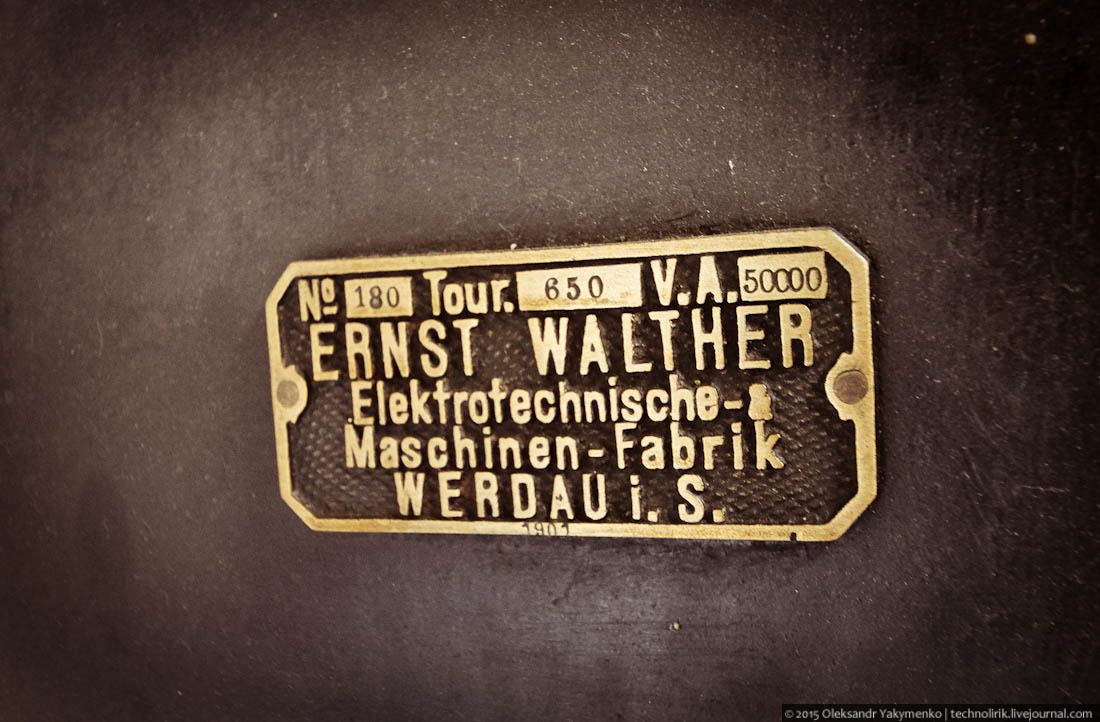 Nº 180 Tour. 650 V.A. 50000
ERNST WALTHER
Elektrotechnische-&
Maschinen-Fabrik
WERDAU i. S.
1901
© 2015 Oleksandr Yakymenko | technolirik.livejournal.com